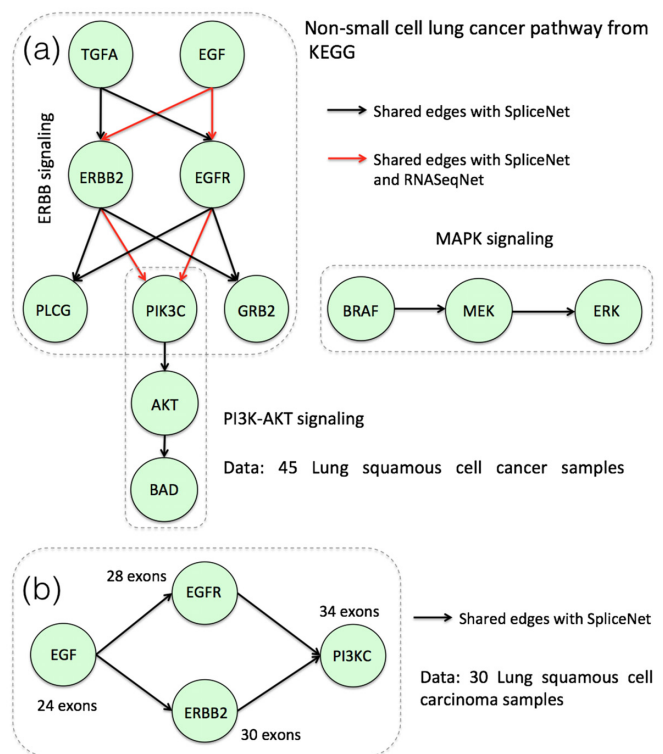 (a)
Non-small cell lung cancer pathway from
KEGG
TGFA
EGF
ERBB signaling
Shared edges with SpliceNet
Shared edges with SpliceNet
and RNASeqNet
ERBB2
EGFR
MAPK signaling
PLCG
PIK3C
GRB2
BRAF
MEK
ERK
AKT
PI3K-AKT signaling
BAD
Data: 45 Lung squamous cell cancer samples
(b)
28 exons
EGFR
34 exons
Shared edges with SpliceNet
EGF
PI3KC
24 exons
ERBB2
30 exons
Data: 30 Lung squamous cell
carcinoma samples